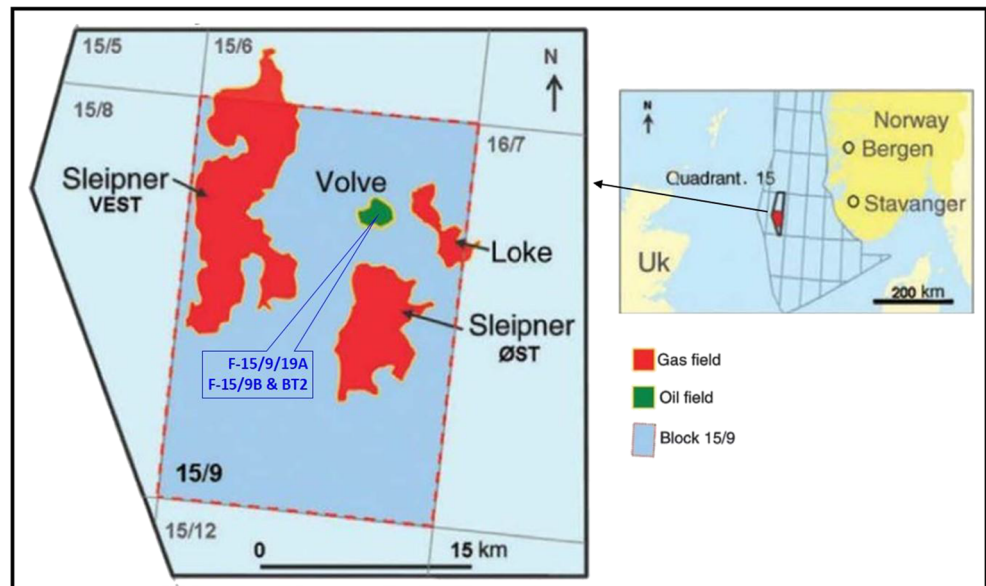 15/5
15/6
N
15/8
16/7
Sleipner
VEST
Volve
Loke
Sleipner
ØST
F-15/9/19A
F-15/9B & BT2
15/9
15/12
0
15 km
N
Norway
Bergen
Quadrant. 15
Stavanger
Uk
200 km
Gas field
Oil field
Block 15/9